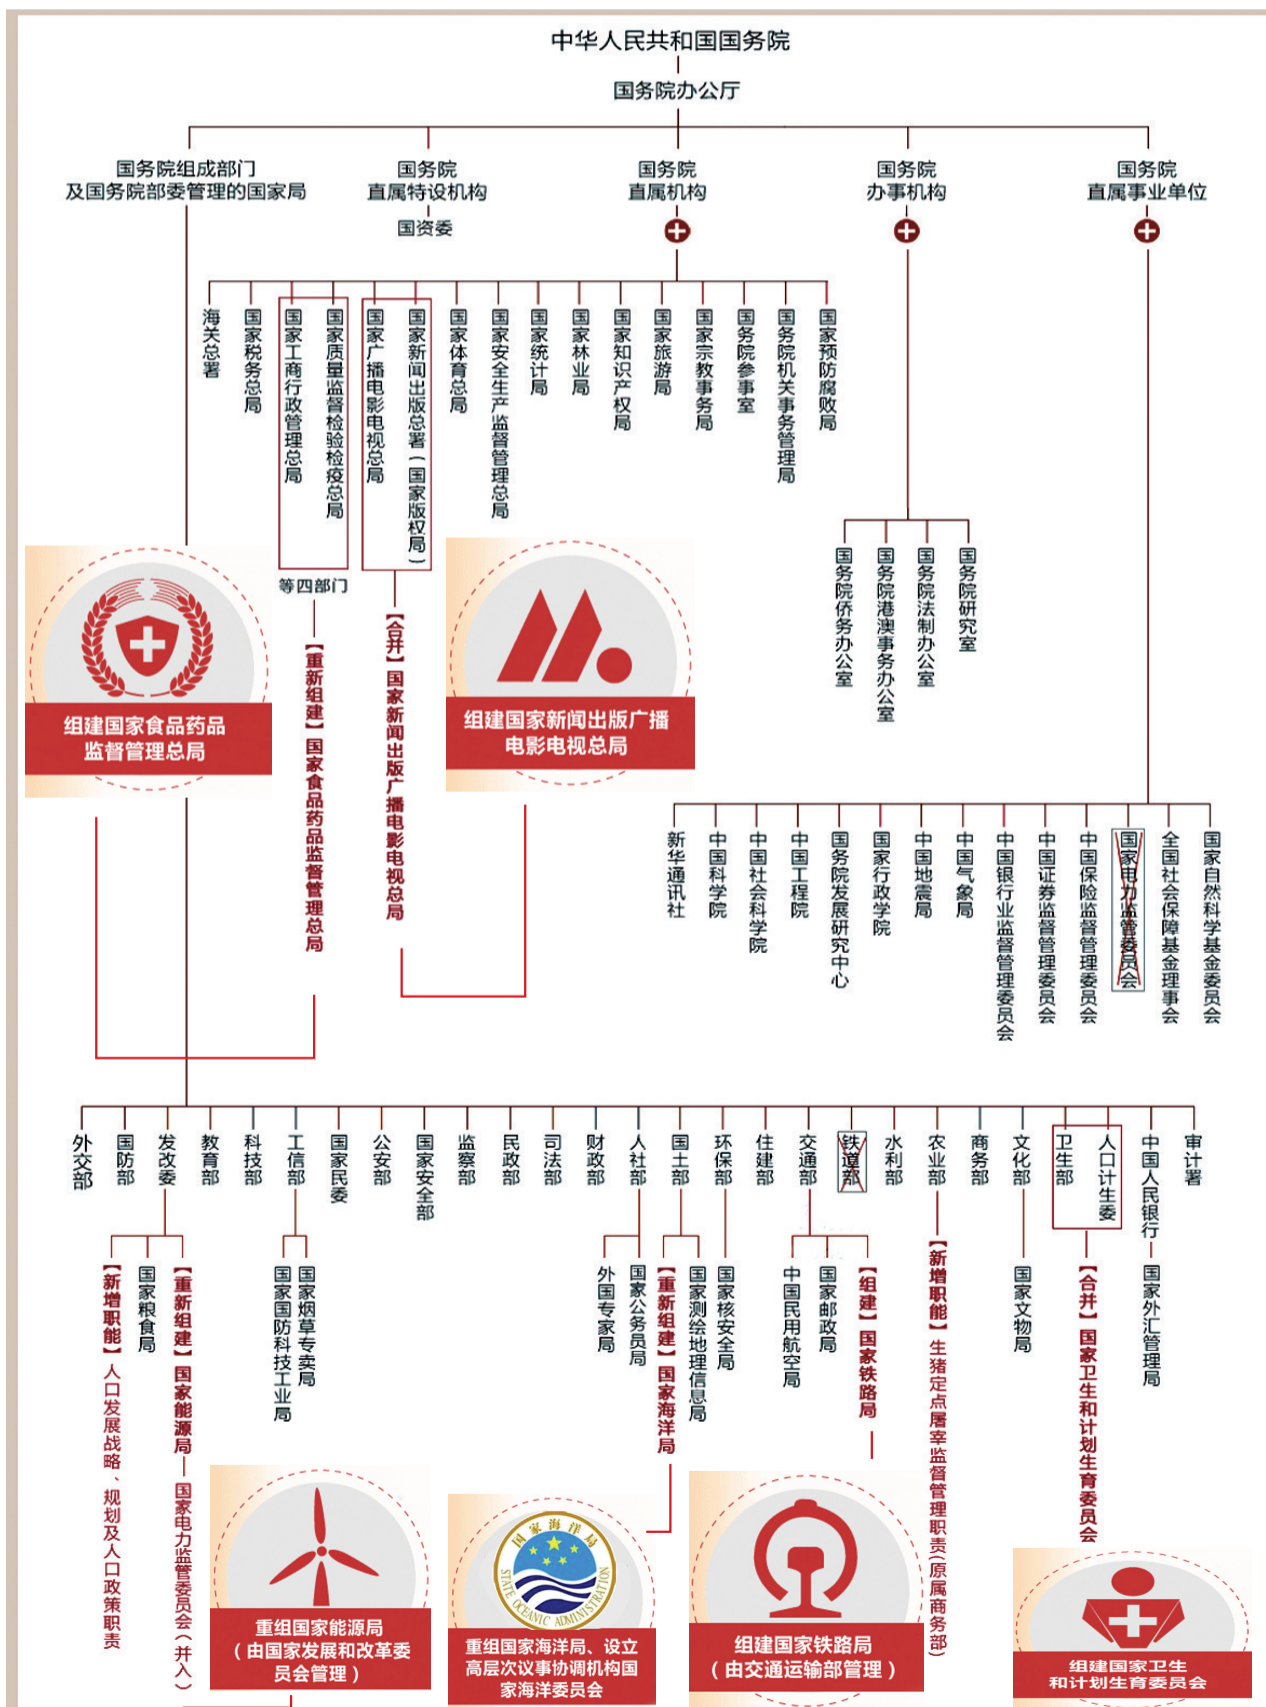 中华人民共和国国务院
国务院办公厅
国务院组成部门
及国务院部委管理的国家局
国务院
直属特设机构
国资委
国务院
直属机构
国务院
办事机构
国务院
直属事业单位
海关总署
国家税务总局
国家工商行政管理总局
国家质量监督检验检疫总局
国家广播电影电视总局
国家新闻出版总署(国家版权局)
国家体育总局
国家安全生产监督管理总局
国家统计局
国家林业局
国家知识产权局
国家旅游局
国家宗教事务局
国务院参事室
国务院机关事务管理局
国家预防腐败局
等四部门
【重新组建】国家食品药品监督管理总局
【合并】国家新闻出版广播电影电视总局
组建国家食品药品
监督管理总局
组建国家新闻出版广播
电影电视总局
国务院侨务办公室
国务院港澳事务办公室
国务院法制办公室
国务院研究室
新华通讯社
中国科学院
中国社会科学院
中国工程院
国务院发展研究中心
国家行政学院
中国地震局
中国气象局
中国银行业监督管理委员会
中国证券监督管理委员会
中国保险监督管理委员会
国家电力监管委员会
全国社会保障基金理事会
国家自然科学基金委员会
外交部
国防部
发改委
教育部
科技部
工信部
国家民委
公安部
国家安全部
监察部
民政部
司法部
财政部
人社部
国土部
环保部
住建部
交通部
铁道部
水利部
农业部
商务部
文化部
卫生部
人口计生委
中国人民银行
审计署
【新增职能】人口发展战略、规划及人口政策职责
国家粮食局
【重新组建】国家能源局
国家电力监管委员会(并入)
国家国防科技工业局
国家烟草专卖局
外国专家局
国家公务员局
【重新组建】国家海洋局
国家测绘地理信息局
国家核安全局
中国民用航空局
国家邮政局
【组建】国家铁路局
【新增职能】生猪定点屠宰监督管理职责(原属商务部)
国家文物局
【合并】国家卫生和计划生育委员会
国家外汇管理局
重组国家能源局
(由国家发展和改革委
员会管理)
国家海洋局
STATE OCEANIC ADMINISTRATION
重组国家海洋局、设立
高层次议事协调机构国
家海洋委员会
组建国家铁路局
(由交通运输部管理)
组建国家卫生
和计划生育委员会